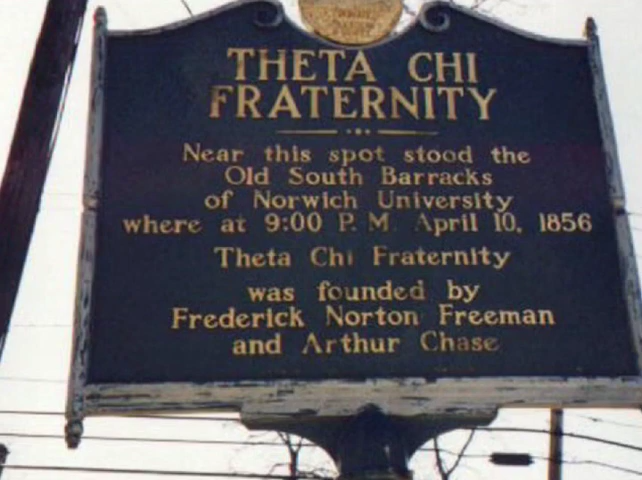 THETA CHI
FRATERNITY
Near this spot stood the
Old South Barracks
of Norwich University
where at 9:00 P. M. April 10, 1856
Theta Chi Fraternity
was founded by
Frederick Norton Freeman
and Arthur Chase